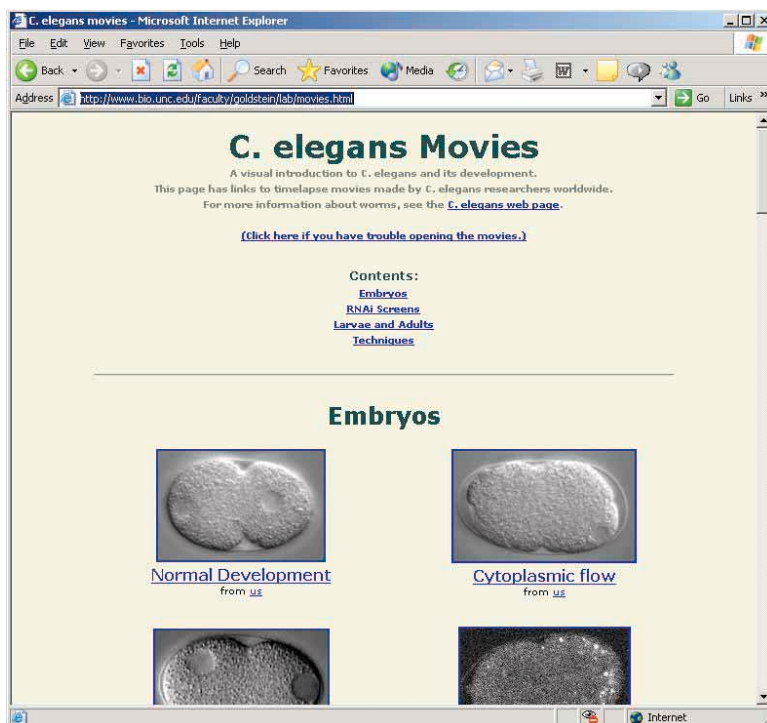 C. elegans movies - Microsoft Internet Explorer
File Edit View Favorites Tools Help
Back Search Favorites Media
Address http://www.bio.unc.edu/faculty/goldstein/lab/movies.html Go Links »
C. elegans Movies
A visual introduction to C. elegans and its development.
This page has links to timelapse movies made by C. elegans researchers worldwide.
For more information about worms, see the C. elegans web page.
(Click here if you have trouble opening the movies.)
Contents:
Embryos
RNAi Screens
Larvae and Adults
Techniques
Embryos
Normal Development Cytoplasmic flow
from us from us
Internet